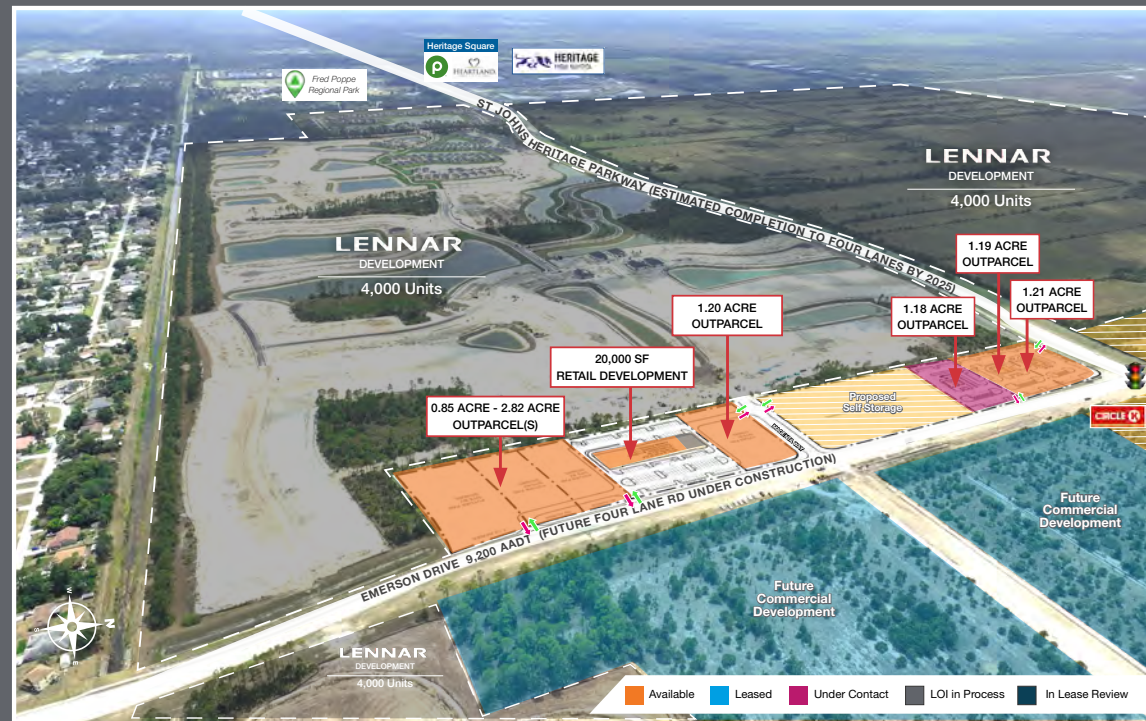 Heritage Square
HEARTLAND
HERITAGE
HIGH SCHOOL
Fred Poppe
Regional Park
ST JOHNS HERITAGE PARKWAY (ESTIMATED COMPLETION TO FOUR LANES BY 2025)
LENNAR
DEVELOPMENT
4,000 Units
LENNAR
DEVELOPMENT
4,000 Units
1.19 ACRE
OUTPARCEL
1.21 ACRE
OUTPARCEL
1.18 ACRE
OUTPARCEL
1.20 ACRE
OUTPARCEL
20,000 SF
RETAIL DEVELOPMENT
0.85 ACRE - 2.82 ACRE
OUTPARCEL(S)
Proposed
Self Storage
CIRCLE K
EMERSON DRIVE 9,200 AADT (FUTURE FOUR LANE RD UNDER CONSTRUCTION)
Future
Commercial
Development
Future
Commercial
Development
W
N
S
E
LENNAR
DEVELOPMENT
4,000 Units
Available
Leased
Under Contact
LOI in Process
In Lease Review